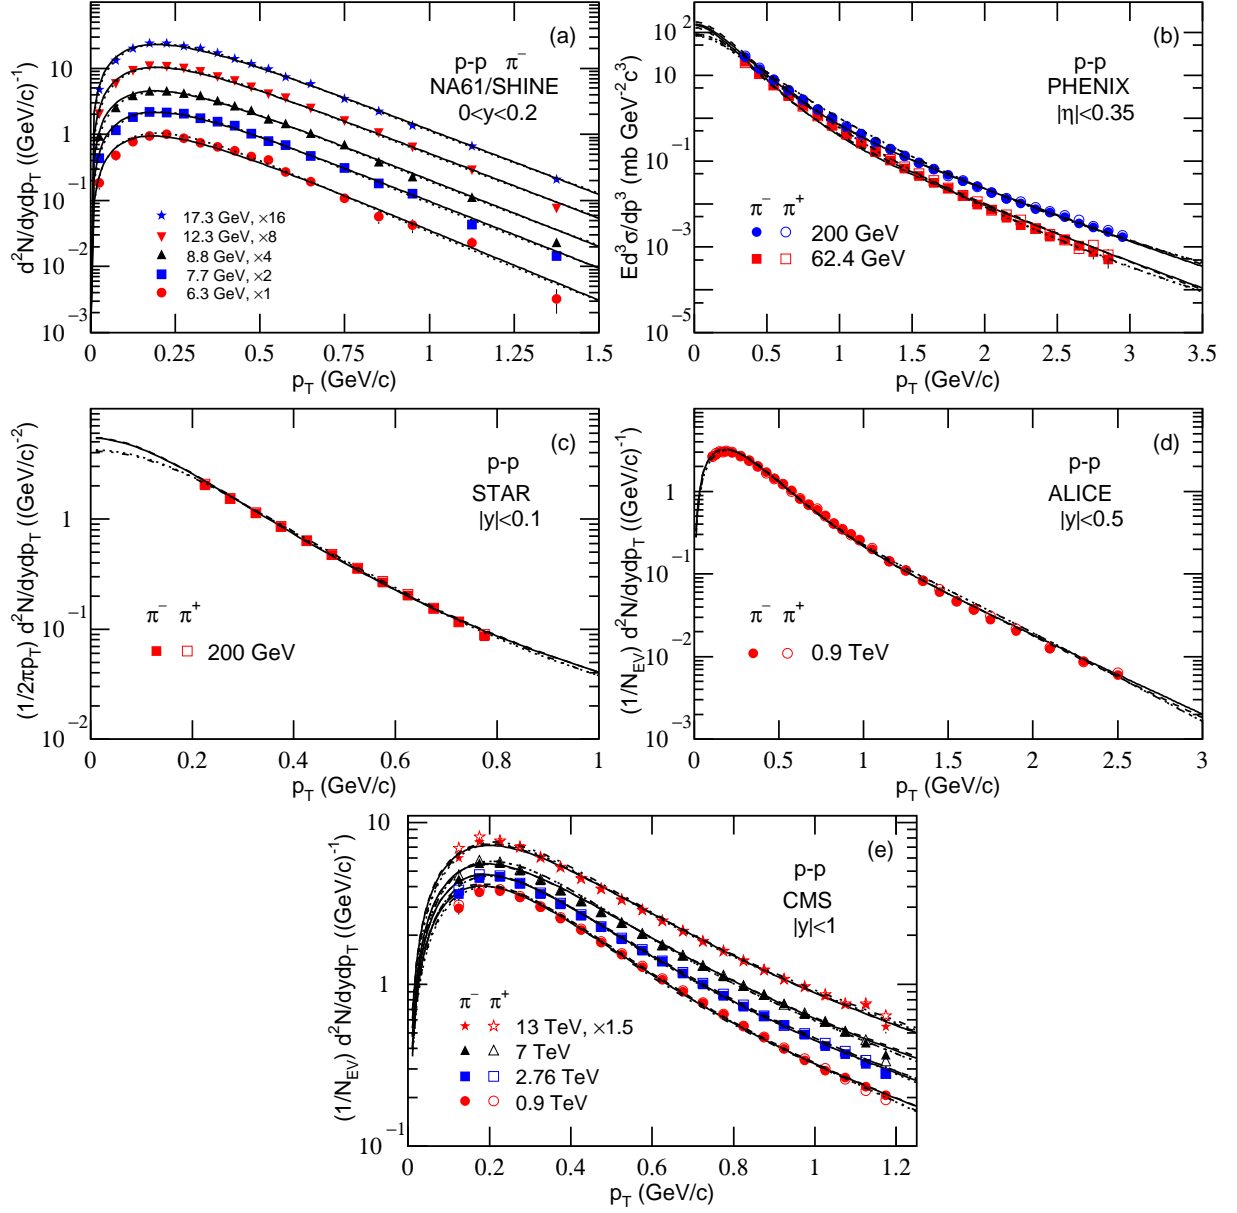 (a)
p-p π⁻
NA61/SHINE
0<y<0.2
17.3 GeV, ×16
12.3 GeV, ×8
8.8 GeV, ×4
7.7 GeV, ×2
6.3 GeV, ×1
d²N/dydp_T ((GeV/c)⁻¹)
10
1
10⁻¹
10⁻²
10⁻³
0 0.25 0.5 0.75 1 1.25 1.5
p_T (GeV/c)
(b)
p-p
PHENIX
|η|<0.35
π⁻ π⁺
200 GeV
62.4 GeV
Ed³σ/dp³ (mb GeV⁻²c³)
10²
10
10⁻¹
10⁻³
10⁻⁵
0 0.5 1 1.5 2 2.5 3 3.5
p_T (GeV/c)
(c)
p-p
STAR
|y|<0.1
π⁻ π⁺
200 GeV
(1/2πp_T) d²N/dydp_T ((GeV/c)⁻²)
1
10⁻¹
10⁻²
0 0.2 0.4 0.6 0.8 1
p_T (GeV/c)
(d)
p-p
ALICE
|y|<0.5
π⁻ π⁺
0.9 TeV
(1/N_EV) d²N/dydp_T ((GeV/c)⁻¹)
1
10⁻¹
10⁻²
10⁻³
0 0.5 1 1.5 2 2.5 3
p_T (GeV/c)
(e)
p-p
CMS
|y|<1
π⁻ π⁺
13 TeV, ×1.5
7 TeV
2.76 TeV
0.9 TeV
(1/N_EV) d²N/dydp_T ((GeV/c)⁻¹)
10
1
10⁻¹
0 0.2 0.4 0.6 0.8 1 1.2
p_T (GeV/c)